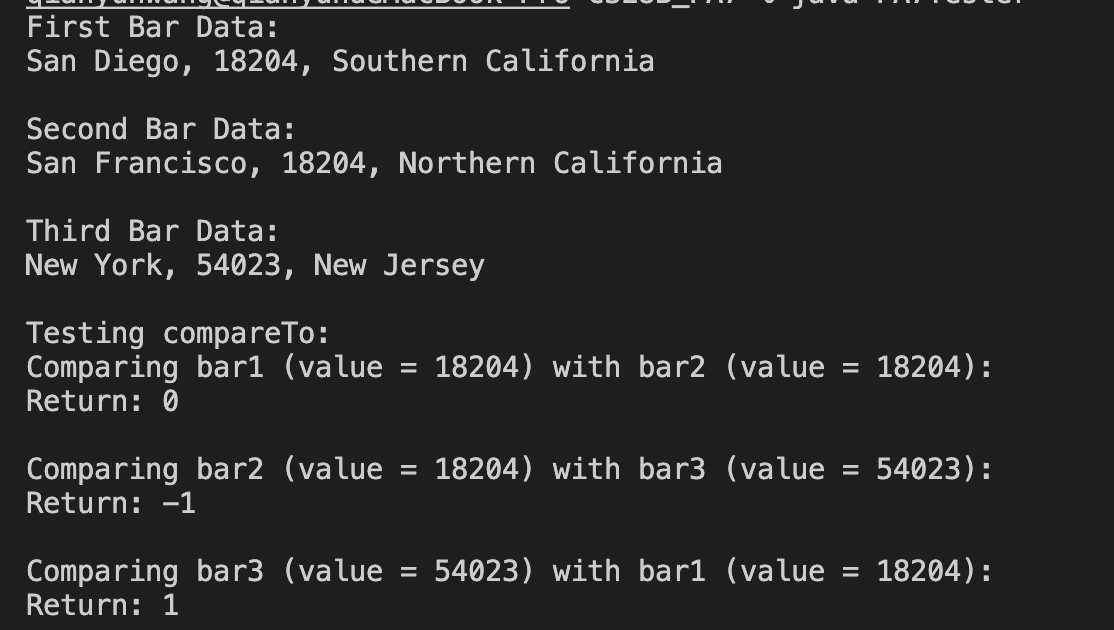 First Bar Data:
San Diego, 18204, Southern California
Second Bar Data:
San Francisco, 18204, Northern California
Third Bar Data:
New York, 54023, New Jersey
Testing compareTo:
Comparing bar1 (value = 18204) with bar2 (value = 18204):
Return: 0
Comparing bar2 (value = 18204) with bar3 (value = 54023):
Return: -1
Comparing bar3 (value = 54023) with bar1 (value = 18204):
Return: 1